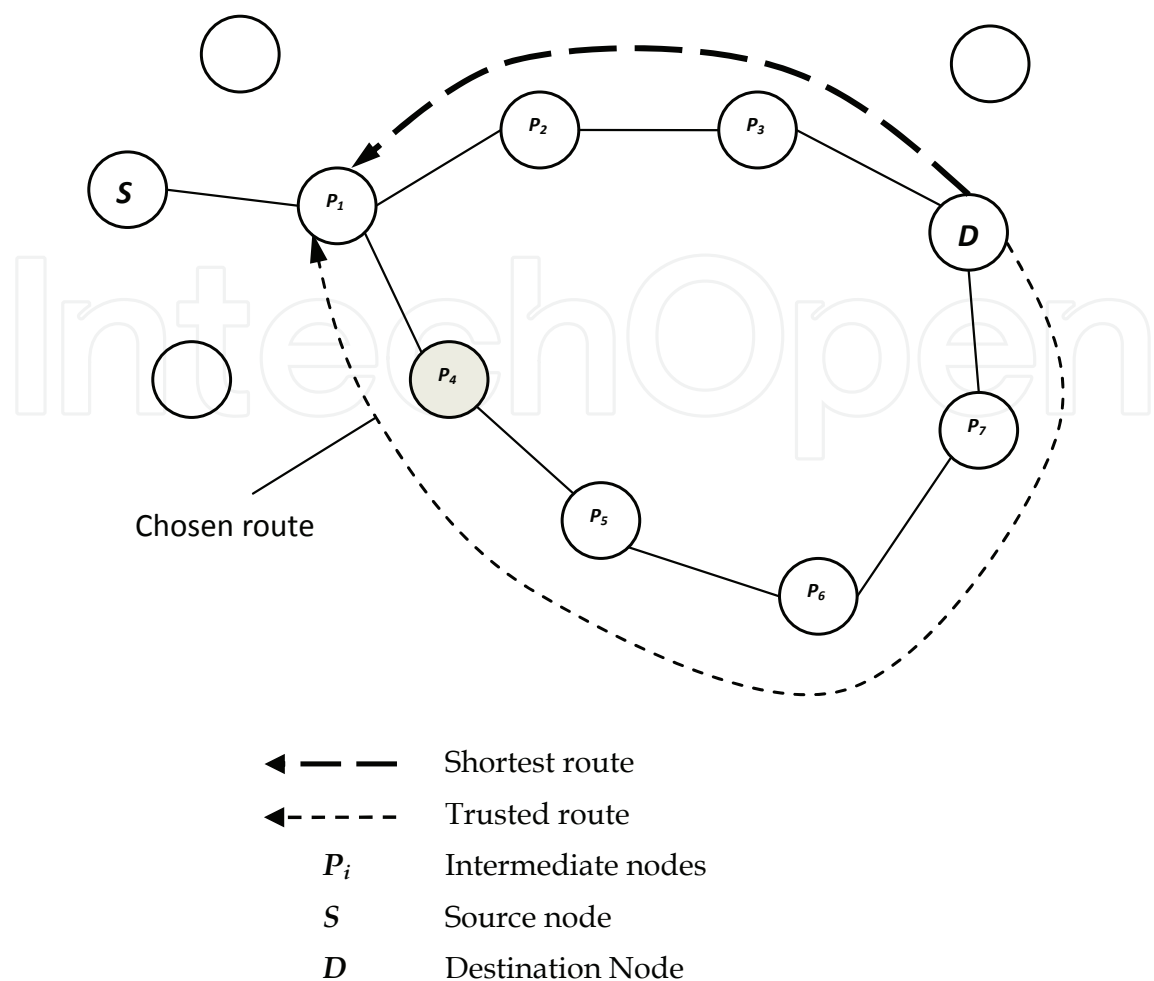 P2
P3
S
P1
D
IntechOpen
P4
P7
P5
Chosen route
P6
Shortest route
Trusted route
Pi Intermediate nodes
S Source node
D Destination Node